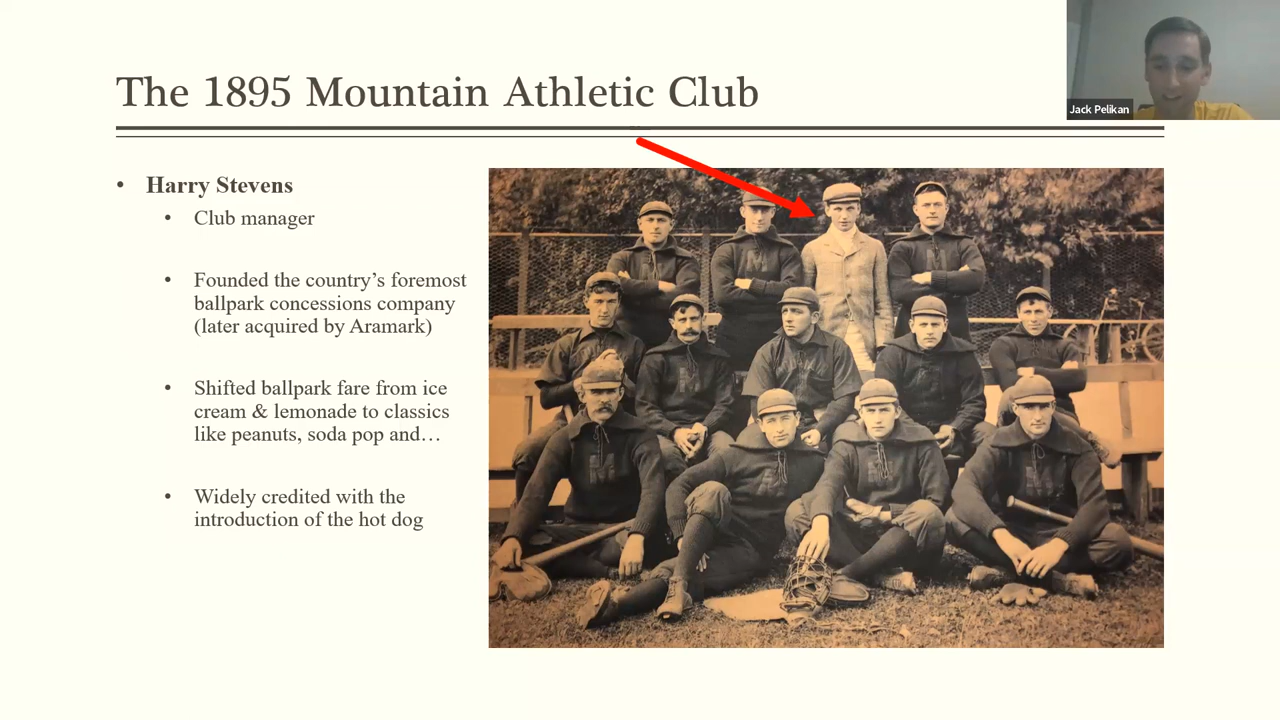 The 1895 Mountain Athletic Club
Jack Pelikan
• Harry Stevens
• Club manager
• Founded the country’s foremost
ballpark concessions company
(later acquired by Aramark)
• Shifted ballpark fare from ice
cream & lemonade to classics
like peanuts, soda pop and…
• Widely credited with the
introduction of the hot dog